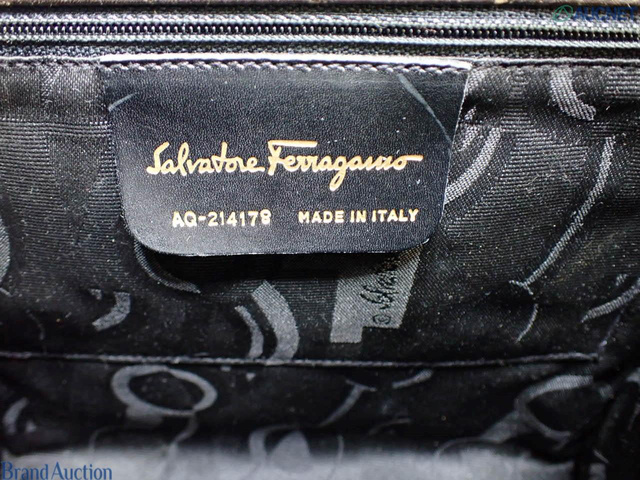 Salvatore Ferragamo
AQ-214178 MADE IN ITALY
Brand Auction